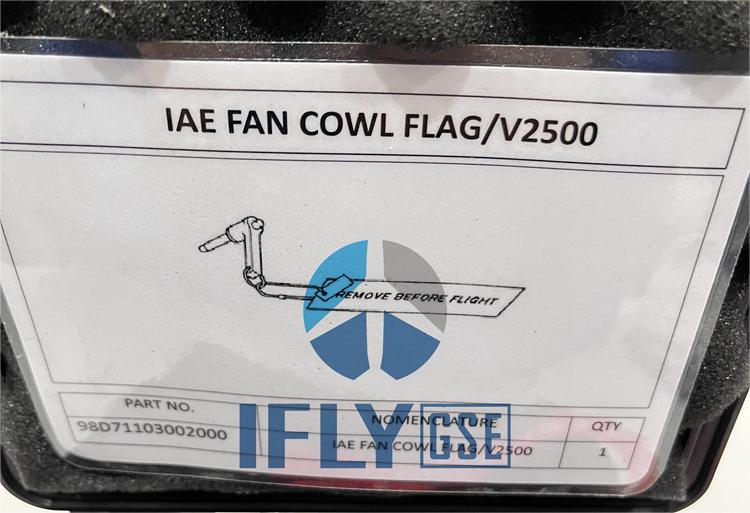 IAE FAN COWL FLAG/V2500
REMOVE BEFORE FLIGHT
PART NO. NOMENCLATURE QTY
98D71103002000 IAE FAN COWL FLAG/V2500 1
IFLY GSE